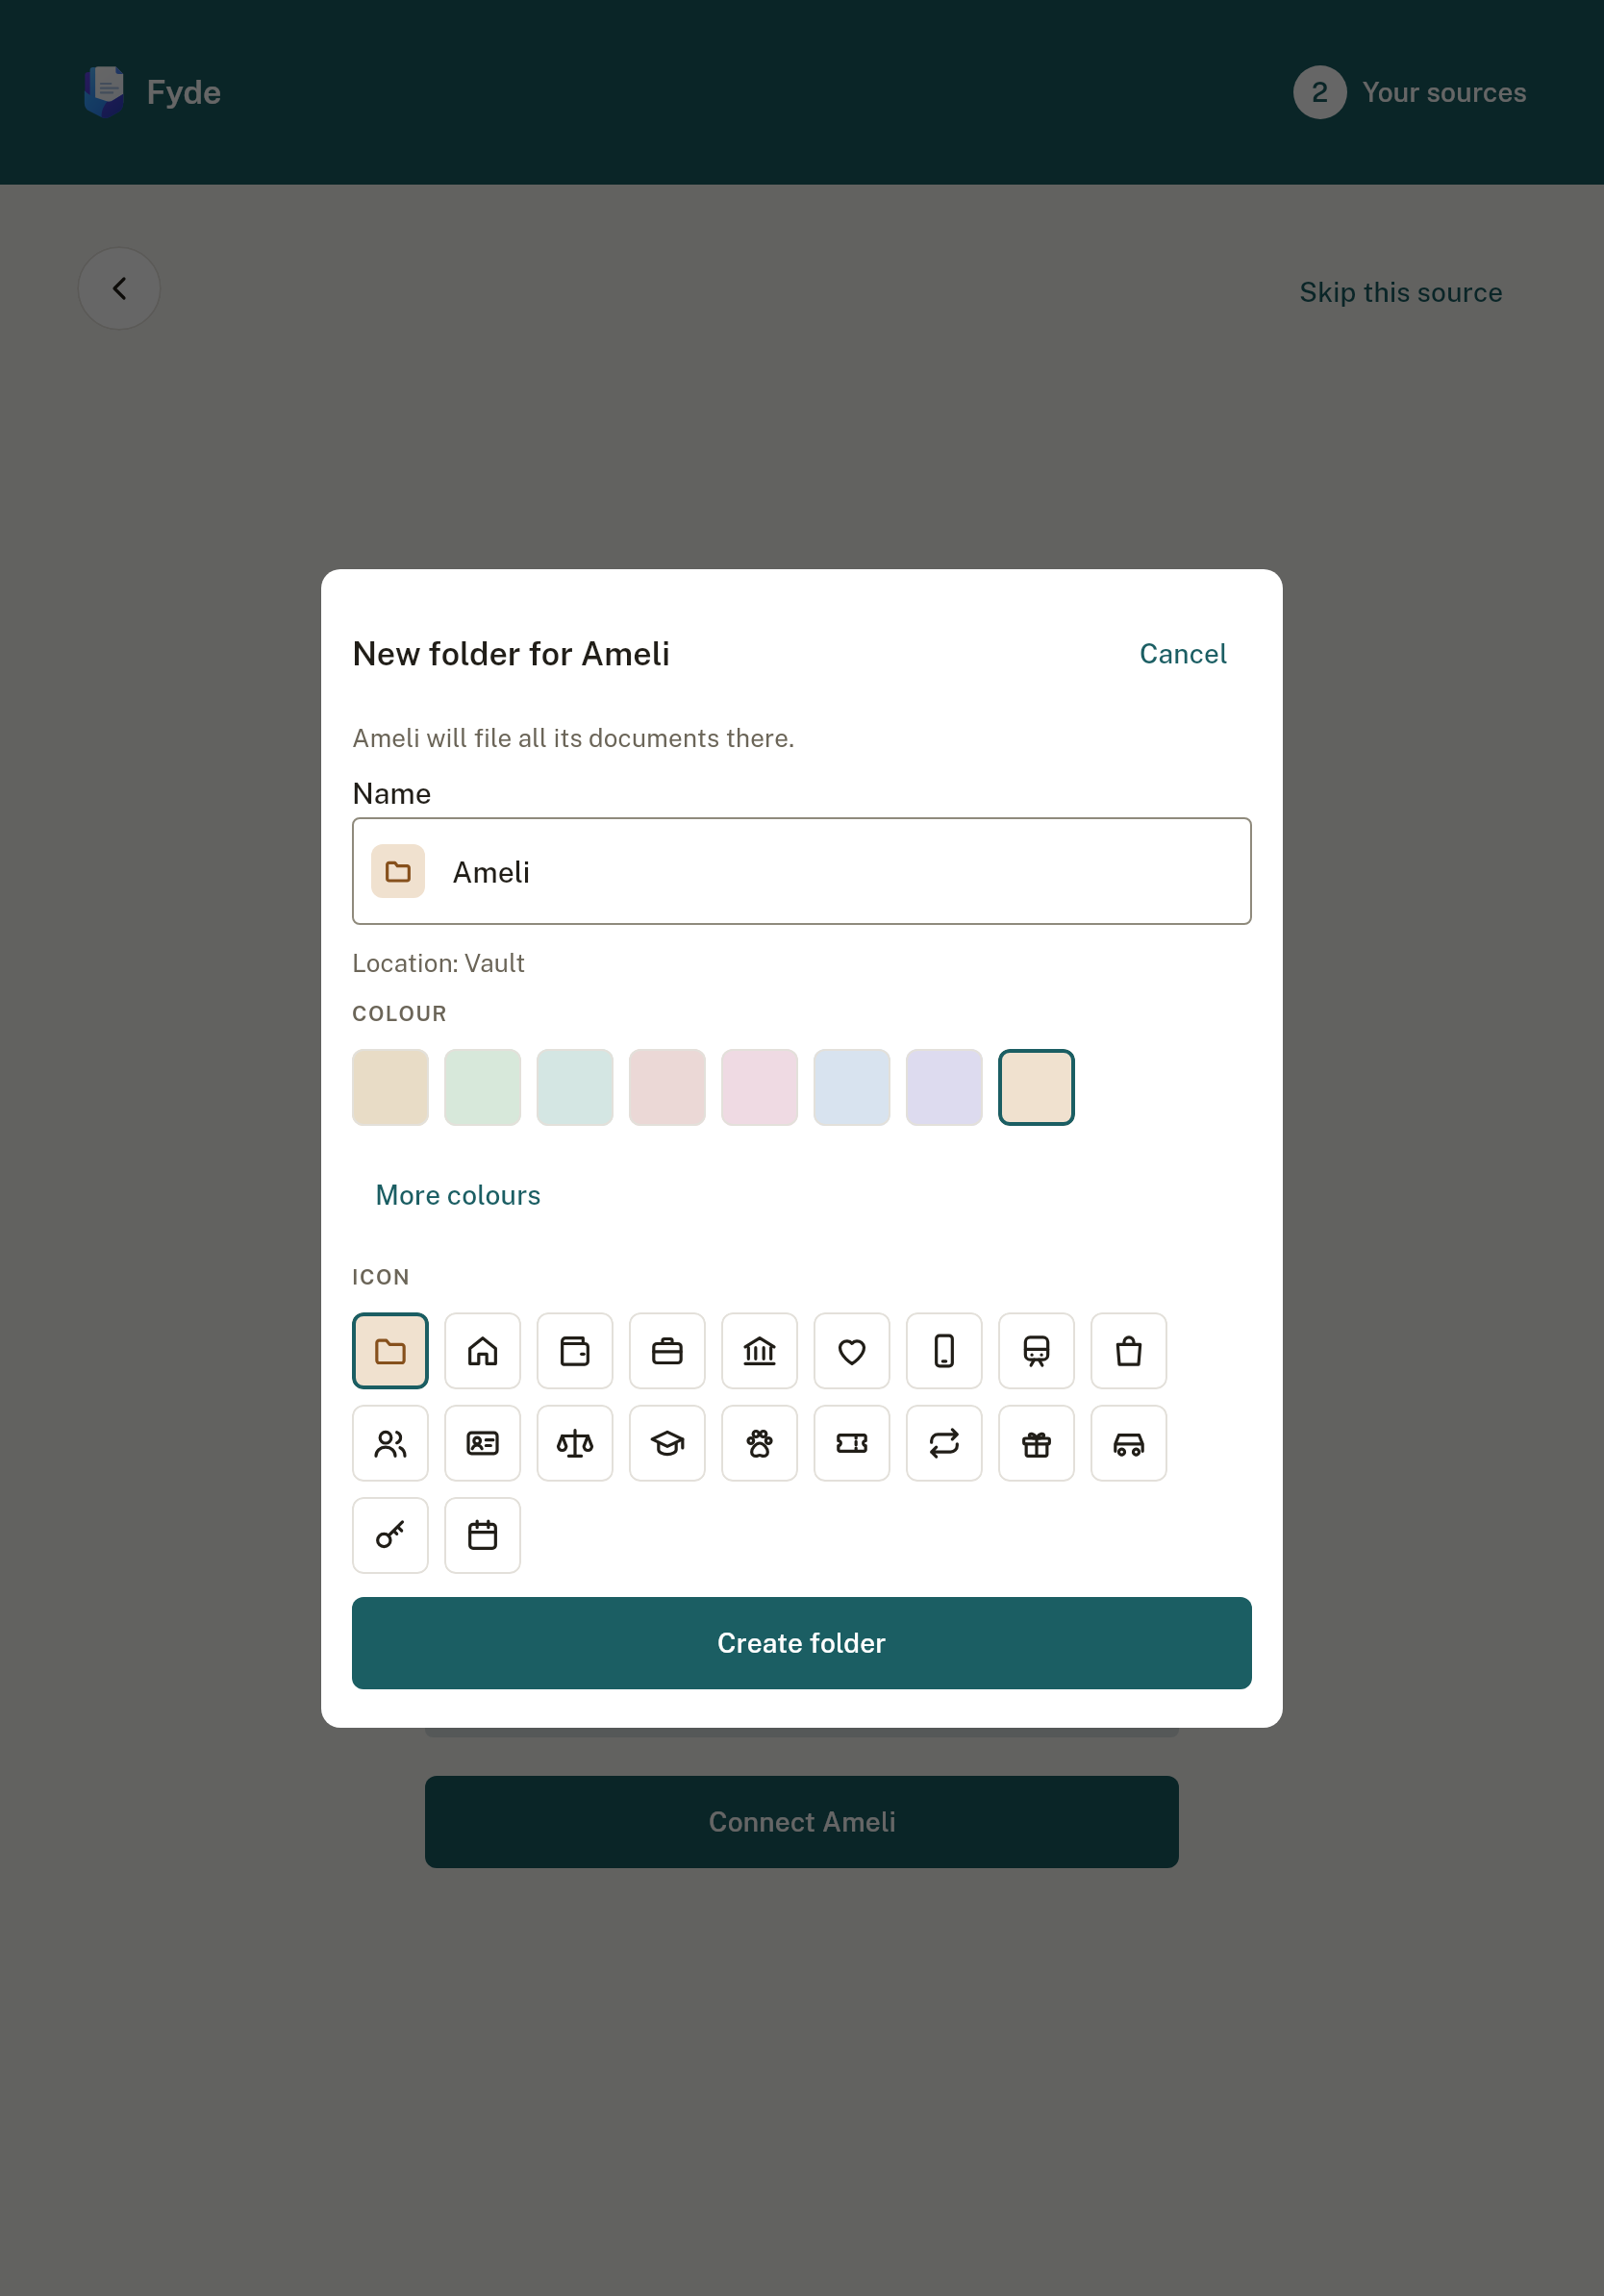 Fyde
2 Your sources
Skip this source
New folder for Ameli
Cancel
Ameli will file all its documents there.
Name
Ameli
Location: Vault
COLOUR
More colours
ICON
Create folder
Connect Ameli